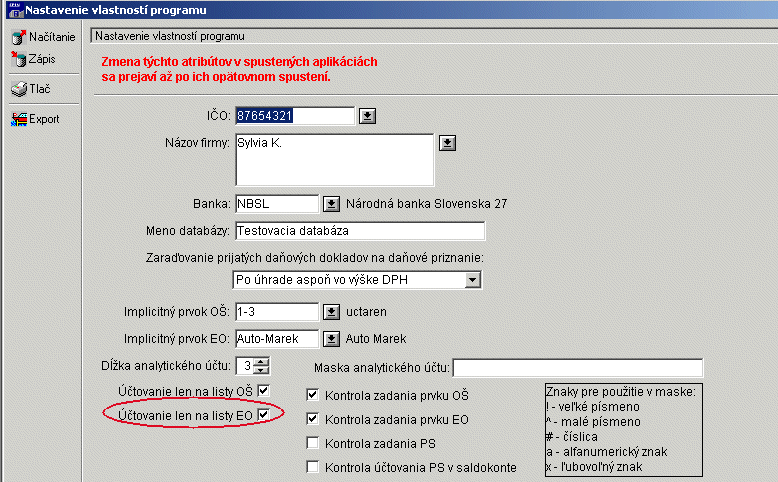 Nastavenie vlastností programu
Načítanie
Zápis
Tlač
Export
Nastavenie vlastností programu
Zmena týchto atribútov v spustených aplikáciách
sa prejaví až po ich opätovnom spustení.
IČO: 87654321
Názov firmy: Sylvia K.
Banka: NBSL Národná banka Slovenska 27
Meno databázy: Testovacia databáza
Zaraďovanie prijatých daňových dokladov na daňové priznanie:
Po úhrade aspoň vo výške DPH
Implicitný prvok OŠ: 1-3 uctaren
Implicitný prvok EO: Auto-Marek Auto Marek
Dĺžka analytického účtu: 3 Maska analytického účtu:
Účtovanie len na listy OŠ
Účtovanie len na listy EO
Kontrola zadania prvku OŠ
Kontrola zadania prvku EO
Kontrola zadania PS
Kontrola účtovania PS v saldokonte
Znaky pre použitie v maske:
! - veľké písmeno
^ - malé písmeno
# - číslica
a - alfanumerický znak
x - ľubovoľný znak